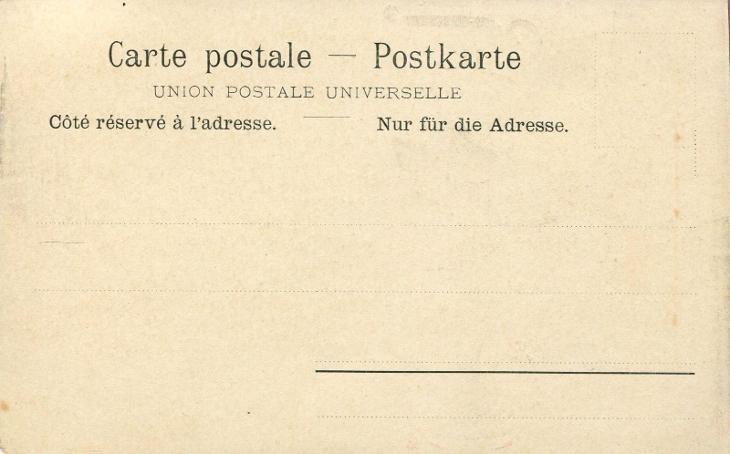 Carte postale — Postkarte
UNION POSTALE UNIVERSELLE
Côté réservé à l'adresse. — Nur für die Adresse.